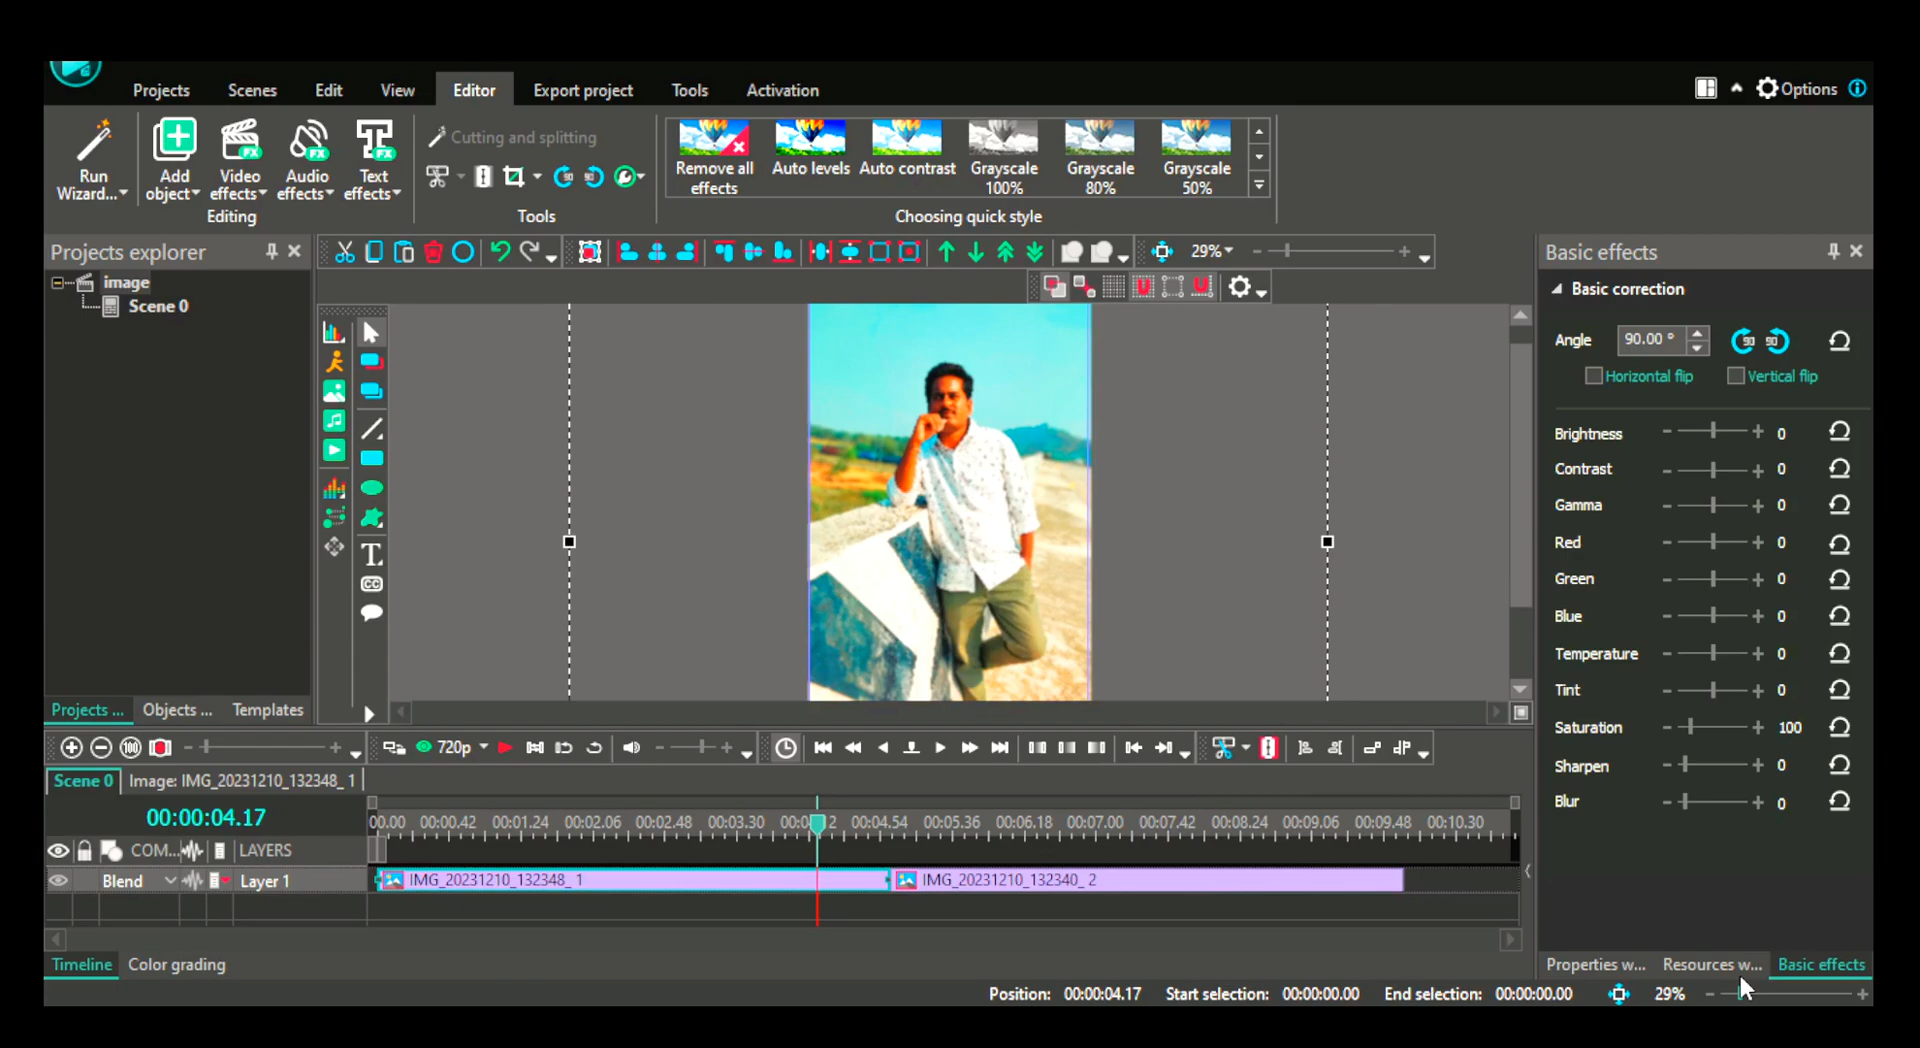 Projects Scenes Edit View Editor Export project Tools Activation Options
Run Wizard...
Add object
Video effects
Audio effects
Text effects
Editing
Cutting and splitting
Tools
Remove all effects
Auto levels
Auto contrast
Grayscale 100%
Grayscale 80%
Grayscale 50%
Choosing quick style
Projects explorer
image
Scene 0
29%
Basic effects
Basic correction
Angle 90.00 °
Horizontal flip Vertical flip
Brightness 0
Contrast 0
Gamma 0
Red 0
Green 0
Blue 0
Temperature 0
Tint 0
Saturation 100
Sharpen 0
Blur 0
Projects ... Objects ... Templates
720p
Scene 0 Image: IMG_20231210_132348_ 1
00:00:04.17
00.00 00:00.42 00:01.24 00:02.06 00:02.48 00:03.30 00:04.54 00:05.36 00:06.18 00:07.00 00:07.42 00:08.24 00:09.06 00:09.48 00:10.30
COM... LAYERS
Blend Layer 1
IMG_20231210_132348_ 1 IMG_20231210_132340_ 2
Timeline Color grading
Properties w... Resources w... Basic effects
Position: 00:00:04.17 Start selection: 00:00:00.00 End selection: 00:00:00.00 29%